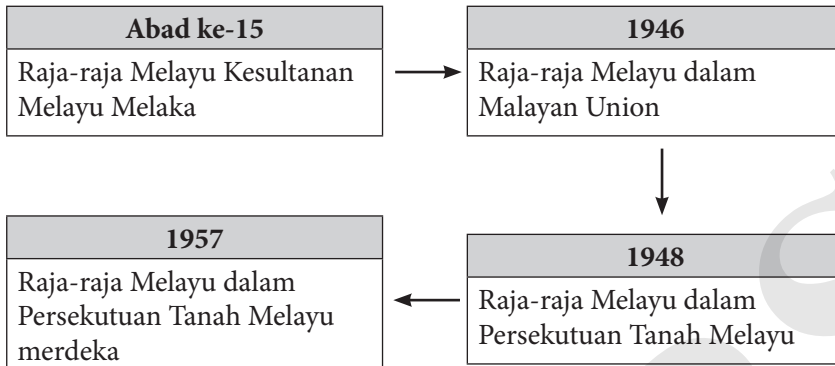 Abad ke-15
Raja-raja Melayu Kesultanan
Melayu Melaka
1946
Raja-raja Melayu dalam
Malayan Union
1948
Raja-raja Melayu dalam
Persekutuan Tanah Melayu
1957
Raja-raja Melayu dalam
Persekutuan Tanah Melayu
merdeka